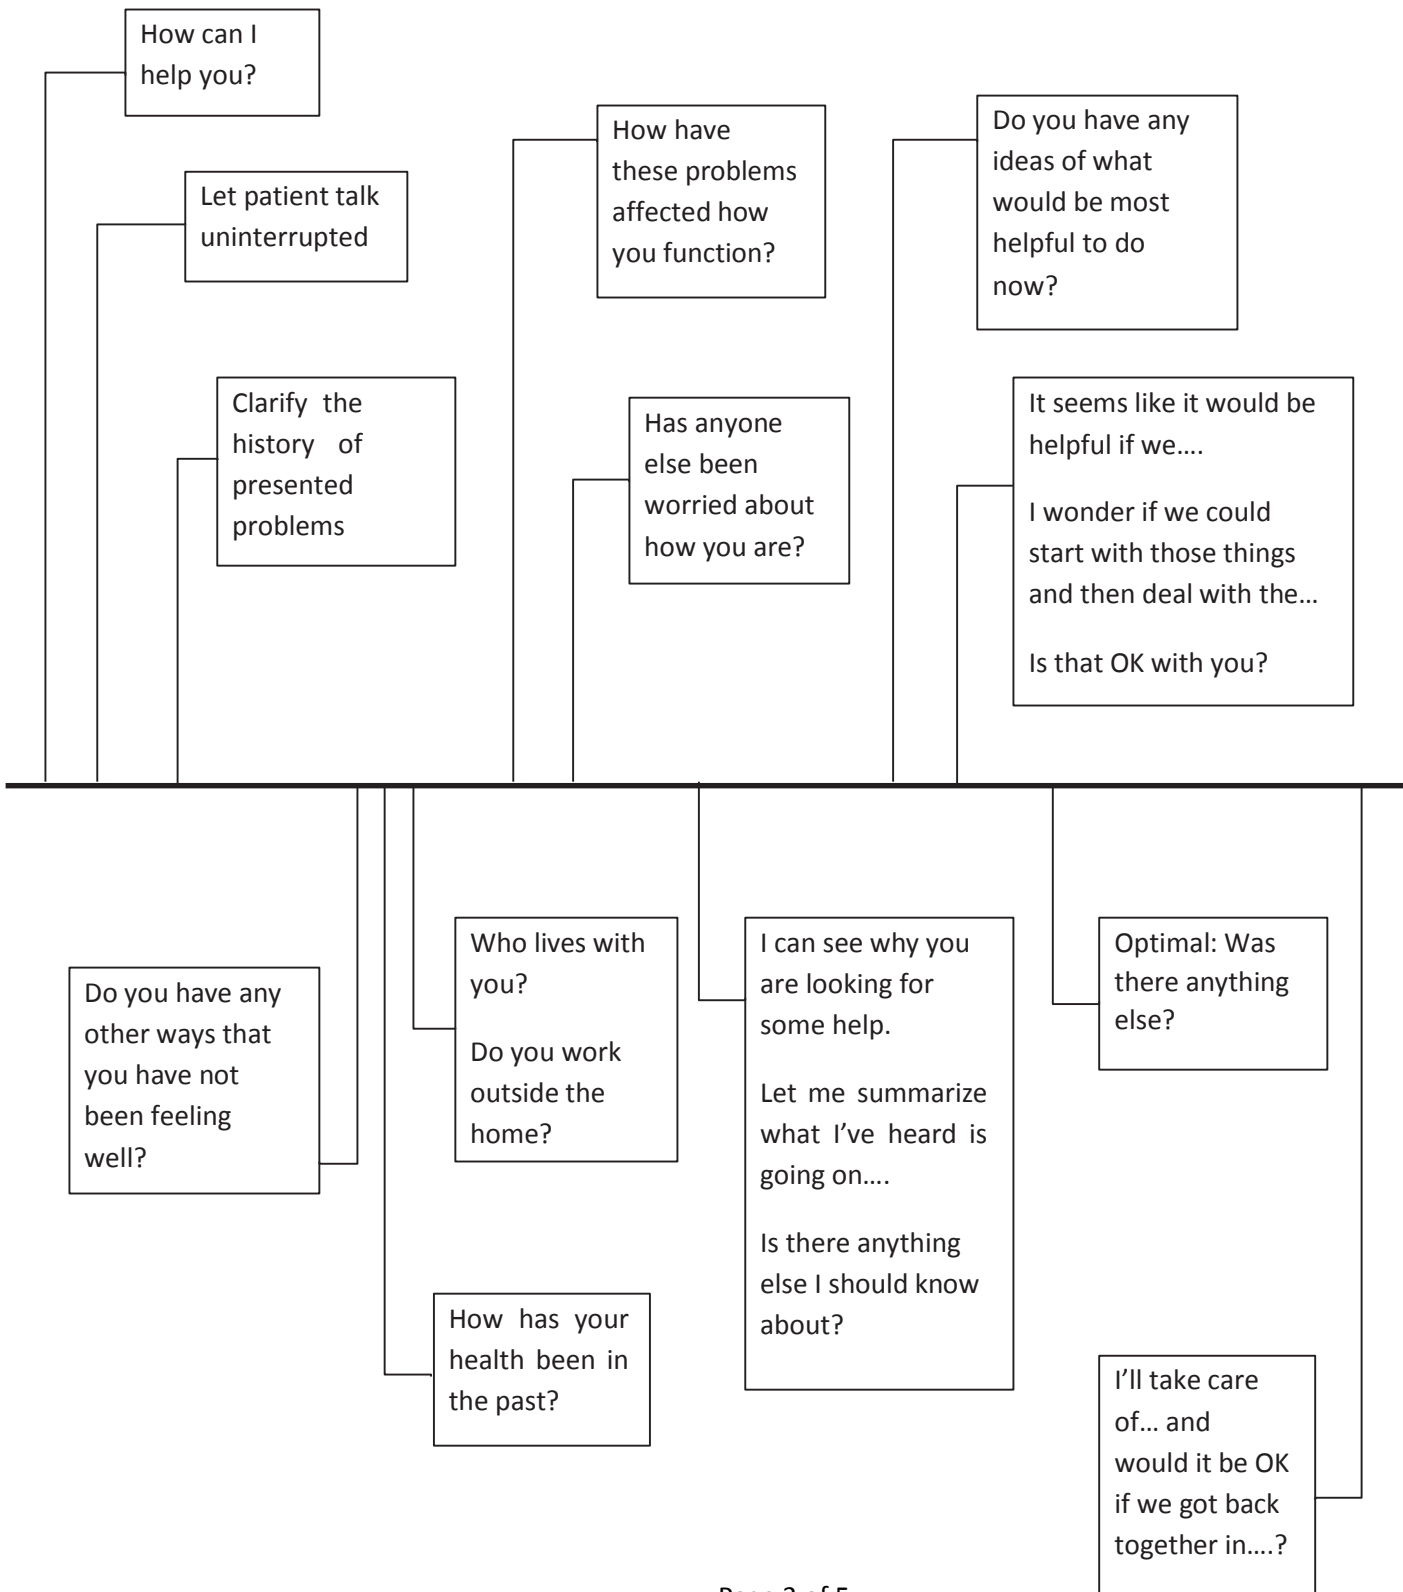 How can I
help you?
Let patient talk
uninterrupted
Clarify the
history of
presented
problems
How have
these problems
affected how
you function?
Has anyone
else been
worried about
how you are?
Do you have any
ideas of what
would be most
helpful to do
now?
It seems like it would be
helpful if we….
I wonder if we could
start with those things
and then deal with the…
Is that OK with you?
Do you have any
other ways that
you have not
been feeling
well?
Who lives with
you?
Do you work
outside the
home?
How has your
health been in
the past?
I can see why you
are looking for
some help.
Let me summarize
what I've heard is
going on….
Is there anything
else I should know
about?
Optimal: Was
there anything
else?
I'll take care
of… and
would it be OK
if we got back
together in….?
of 5